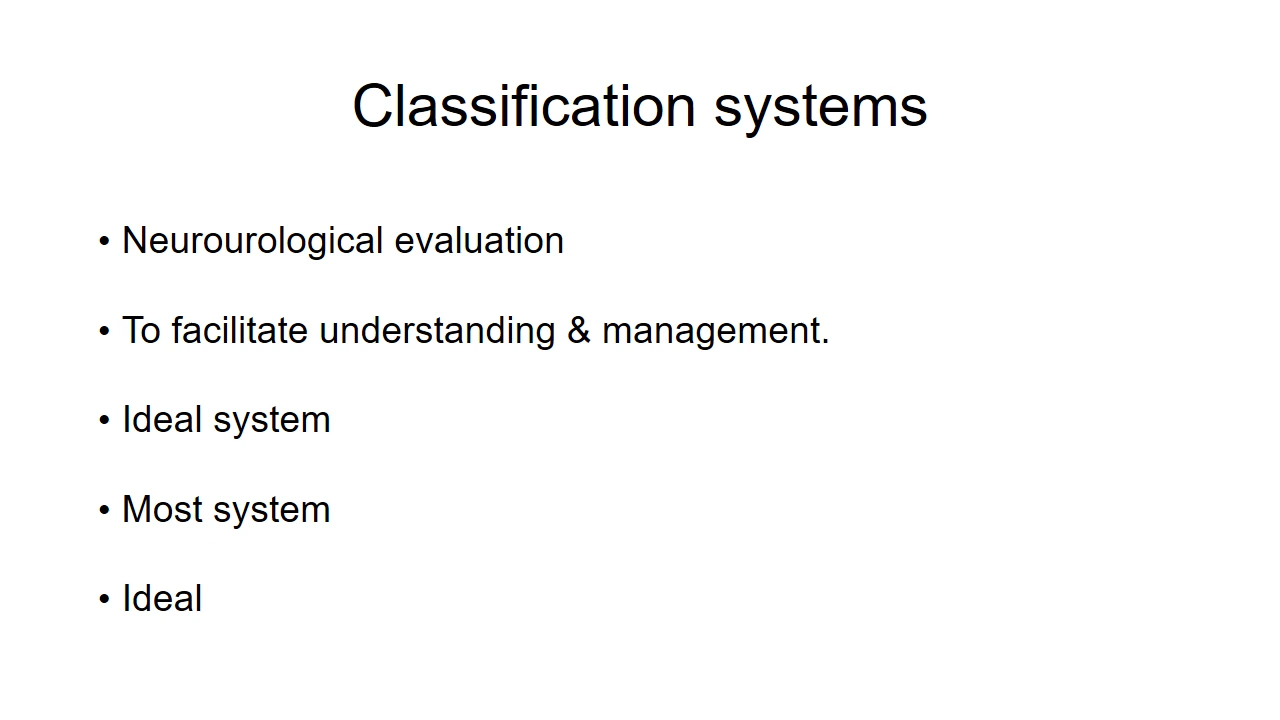 Classification systems
• Neurourological evaluation
• To facilitate understanding & management.
• Ideal system
• Most system
• Ideal